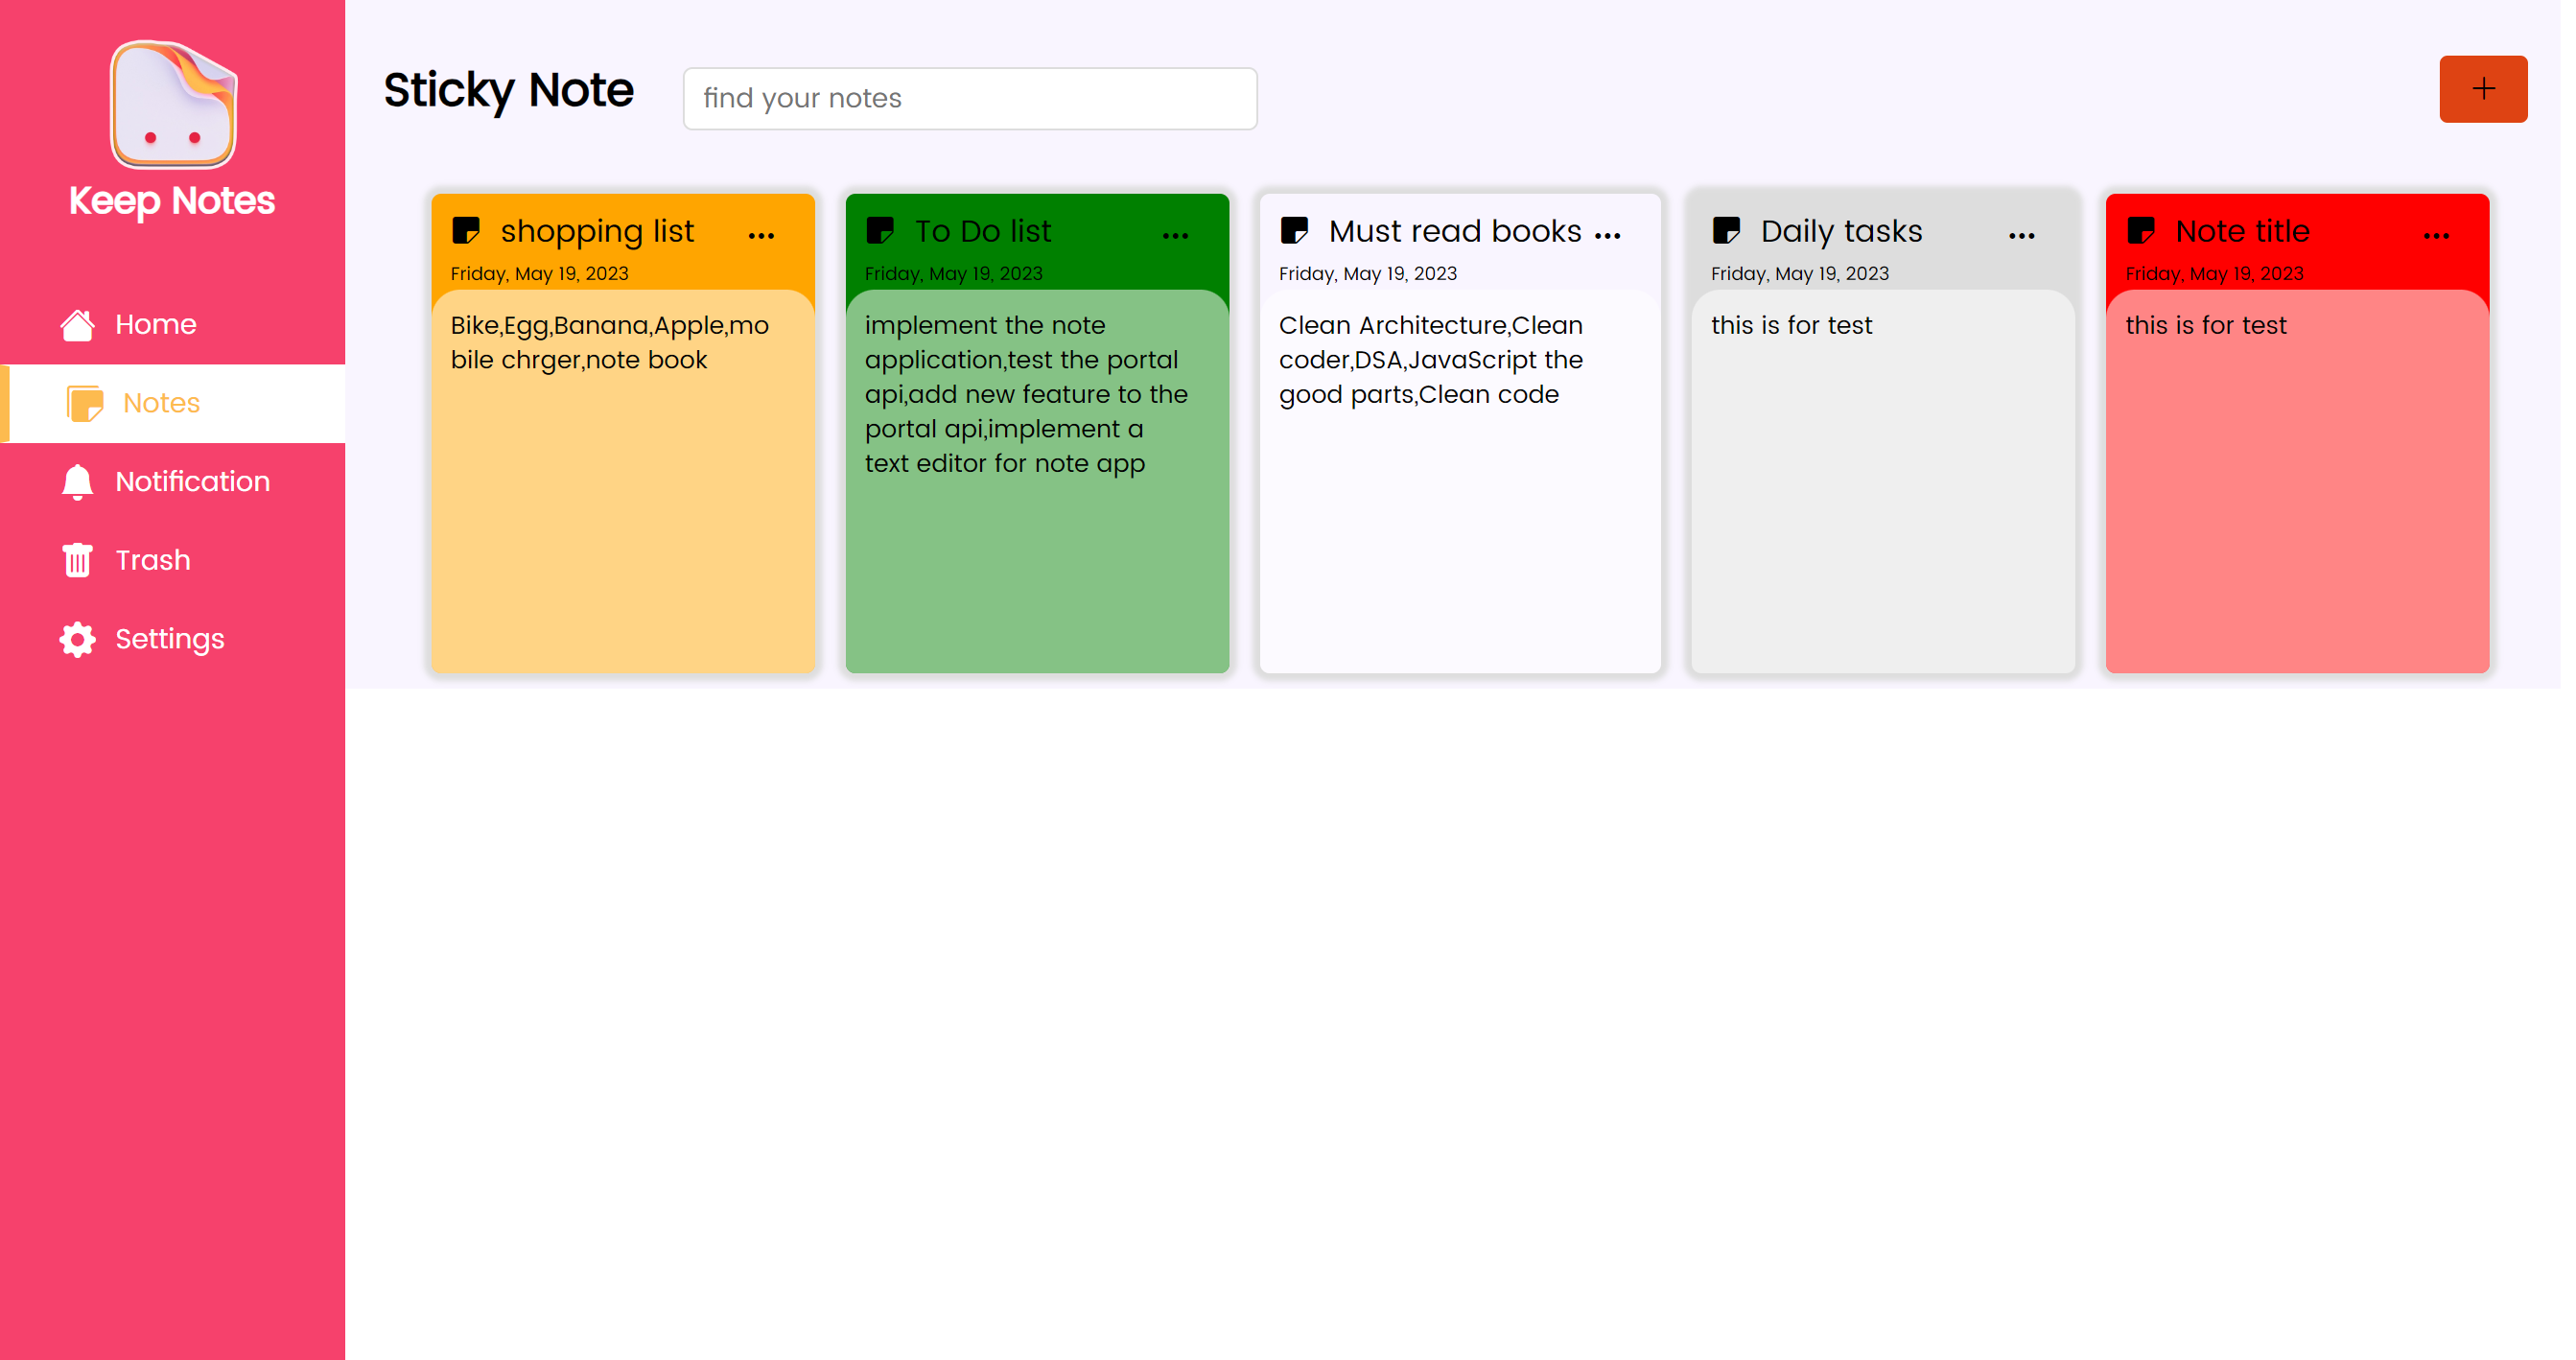 Keep Notes
Home
Notes
Notification
Trash
Settings
Sticky Note
find your notes
shopping list
Friday, May 19, 2023
Bike,Egg,Banana,Apple,mo
bile chrger,note book
To Do list
Friday, May 19, 2023
implement the note
application,test the portal
api,add new feature to the
portal api,implement a
text editor for note app
Must read books
Friday, May 19, 2023
Clean Architecture,Clean
coder,DSA,JavaScript the
good parts,Clean code
Daily tasks
Friday, May 19, 2023
this is for test
Note title
Friday, May 19, 2023
this is for test